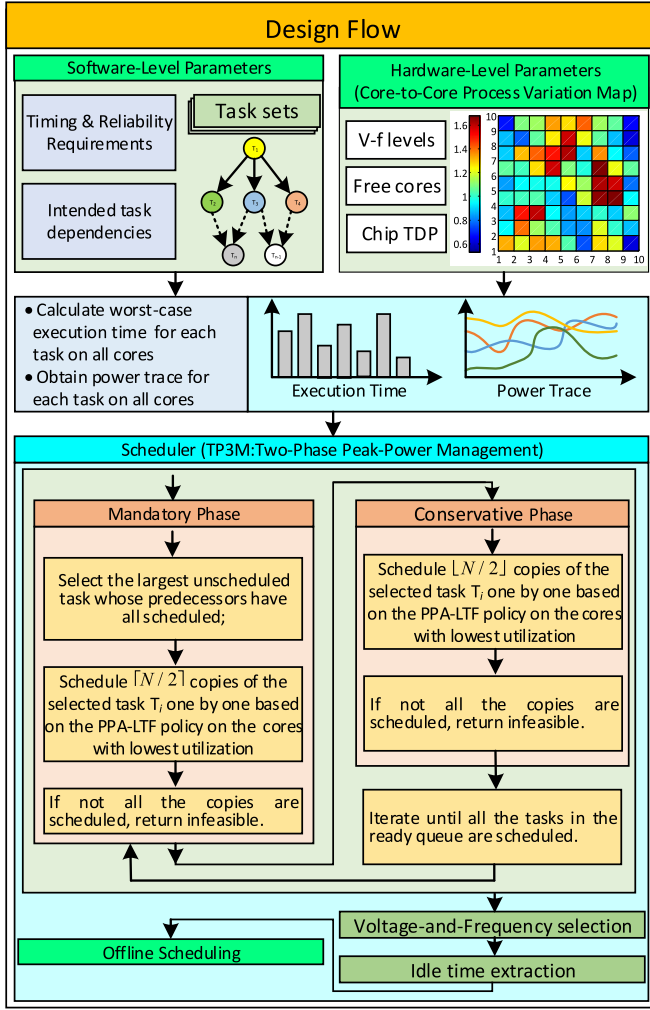 Design Flow
Software-Level Parameters
Timing & Reliability
Requirements
Intended task
dependencies
Task sets
T1
T2
T3
T4
Tn
Tn-1
Hardware-Level Parameters
(Core-to-Core Process Variation Map)
V-f levels
Free cores
Chip TDP
1.6
1.4
1.2
1
0.8
0.6
10
9
8
7
6
5
4
3
2
1
1 2 3 4 5 6 7 8 9 10
• Calculate worst-case
execution time for each
task on all cores
• Obtain power trace for
each task on all cores
Execution Time
Power Trace
Scheduler (TP3M:Two-Phase Peak-Power Management)
Mandatory Phase
Select the largest unscheduled
task whose predecessors have
all scheduled;
Schedule ⌈N / 2⌉ copies of the
selected task Ti one by one based
on the PPA-LTF policy on the cores
with lowest utilization
If not all the copies are
scheduled, return infeasible.
Conservative Phase
Schedule ⌊N / 2⌋ copies of the
selected task Ti one by one based
on the PPA-LTF policy on the cores
with lowest utilization
If not all the copies are
scheduled, return infeasible.
Iterate until all the tasks in the
ready queue are scheduled.
Voltage-and-Frequency selection
Idle time extraction
Offline Scheduling